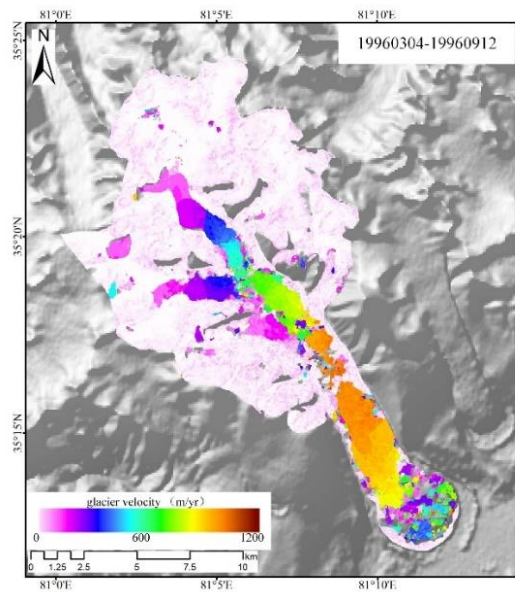 81°0'E 81°5'E 81°10'E
35°25'N
N
19960304-19960912
35°20'N
35°15'N
glacier velocity （m/yr）
0 600 1200
km
0 1.25 2.5 5 7.5 10
81°0'E 81°5'E 81°10'E